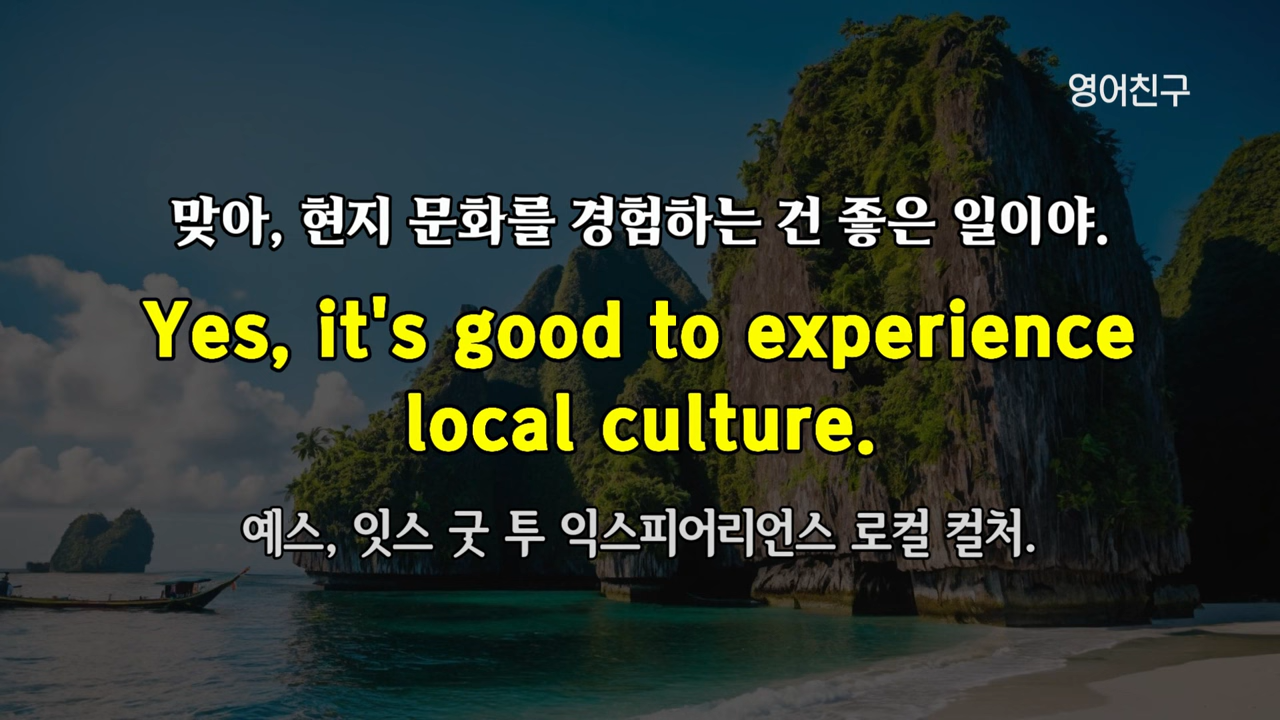 영어친구
맞아, 현지 문화를 경험하는 건 좋은 일이야.
Yes, it's good to experience
local culture.
예스, 잇스 굿 투 익스피어리언스 로컬 컬처.